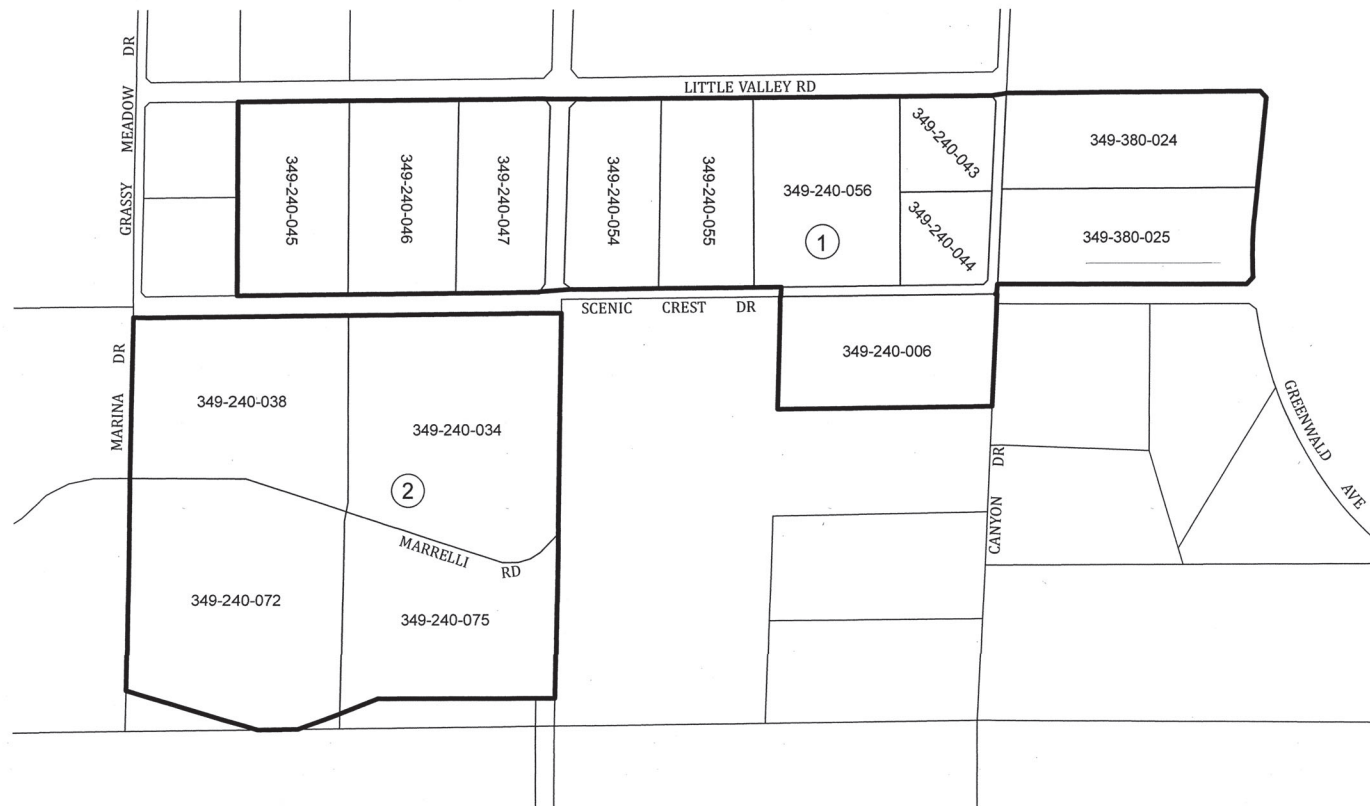 GRASSY MEADOW DR
LITTLE VALLEY RD
349-240-045
349-240-046
349-240-047
349-240-054
349-240-055
349-240-056
1
349-240-043
349-240-044
349-380-024
349-380-025
SCENIC CREST DR
349-240-006
MARINA DR
349-240-038
349-240-034
2
MARRELLI RD
349-240-072
349-240-075
CANYON DR
GREENWALD AVE